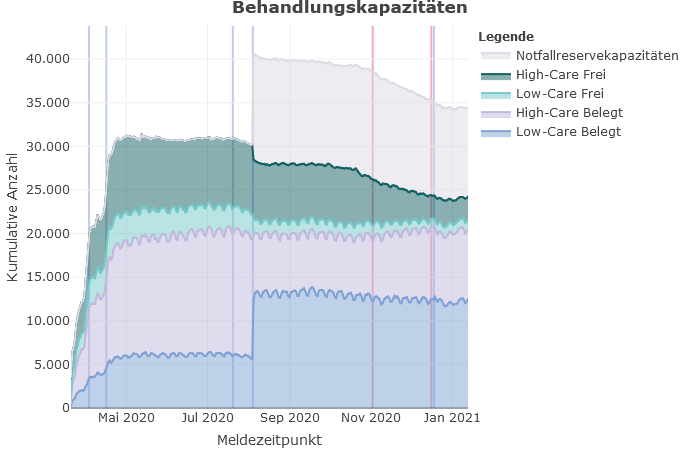 Behandlungskapazitäten
Legende
Notfallreservekapazitäten
High-Care Frei
Low-Care Frei
High-Care Belegt
Low-Care Belegt
Kumulative Anzahl
40.000
35.000
30.000
25.000
20.000
15.000
10.000
5.000
0
Mai 2020
Jul 2020
Sep 2020
Nov 2020
Jan 2021
Meldezeitpunkt